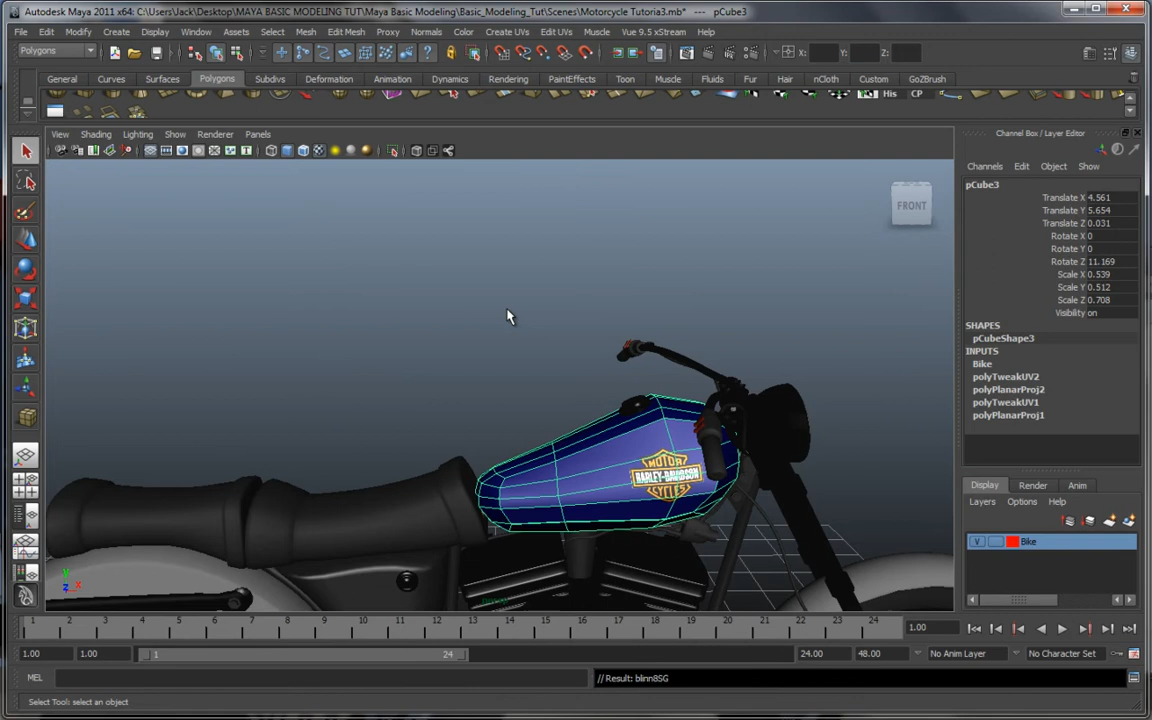 Autodesk Maya 2011 x64: C:\Users\Jack\Desktop\MAYA BASIC MODELING TUT\Maya Basic Modeling\Basic_Modeling_Tut\Scenes\Motorcycle Tutoria3.mb* --- pCube3
File Edit Modify Create Display Window Assets Select Mesh Edit Mesh Proxy Normals Color Create UVs Edit UVs Muscle Vue 9.5 xStream Help
Polygons X: Y: Z:
General Curves Surfaces Polygons Subdivs Deformation Animation Dynamics Rendering PaintEffects Toon Muscle Fluids Fur Hair nCloth Custom GoZBrush
His CP
View Shading Lighting Show Renderer Panels
Channel Box / Layer Editor
Channels Edit Object Show
pCube3
Translate X 4.561
Translate Y 5.654
Translate Z 0.031
Rotate X 0
Rotate Y 0
Rotate Z 11.169
Scale X 0.539
Scale Y 0.512
Scale Z 0.708
Visibility on
SHAPES
pCubeShape3
INPUTS
Bike
polyTweakUV2
polyPlanarProj2
polyTweakUV1
polyPlanarProj1
FRONT
MOTOR
HARLEY-DAVIDSON
CYCLES
y
z x
persp
Display Render Anim
Layers Options Help
V Bike
1 2 3 4 5 6 7 8 9 10 11 12 13 14 15 16 17 18 19 20 21 22 23 24 1.00
1.00 1.00 1 24 24.00 48.00 No Anim Layer No Character Set
MEL // Result: blinn8SG
Select Tool: select an object